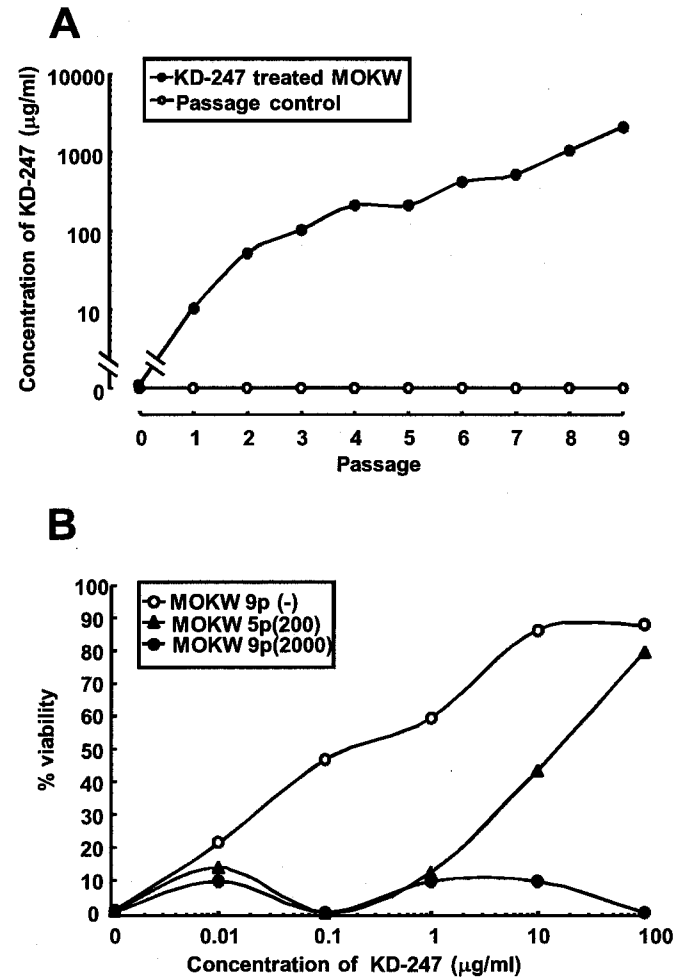 A
KD-247 treated MOKW
Passage control
Concentration of KD-247 (µg/ml)
10000
1000
100
10
0
0 1 2 3 4 5 6 7 8 9
Passage
B
MOKW 9p (-)
MOKW 5p(200)
MOKW 9p(2000)
% viability
100
90
80
70
60
50
40
30
20
10
0
0 0.01 0.1 1 10 100
Concentration of KD-247 (µg/ml)